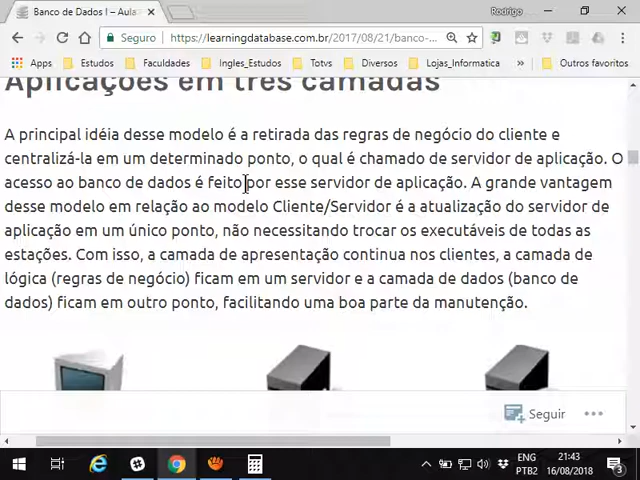 Banco de Dados I – Aula
Rodrigo
Seguro
https://learningdatabase.com.br/2017/08/21/banco-...
Apps
Estudos
Faculdades
Ingles_Estudos
Totvs
Diversos
Lojas_Informatica
»
Outros favoritos
Aplicações em três camadas
A principal idéia desse modelo é a retirada das regras de negócio do cliente e
centralizá-la em um determinado ponto, o qual é chamado de servidor de aplicação. O
acesso ao banco de dados é feito por esse servidor de aplicação. A grande vantagem
desse modelo em relação ao modelo Cliente/Servidor é a atualização do servidor de
aplicação em um único ponto, não necessitando trocar os executáveis de todas as
estações. Com isso, a camada de apresentação continua nos clientes, a camada de
lógica (regras de negócio) ficam em um servidor e a camada de dados (banco de
dados) ficam em outro ponto, facilitando uma boa parte da manutenção.
Seguir
ENG
PTB2
21:43
16/08/2018
3